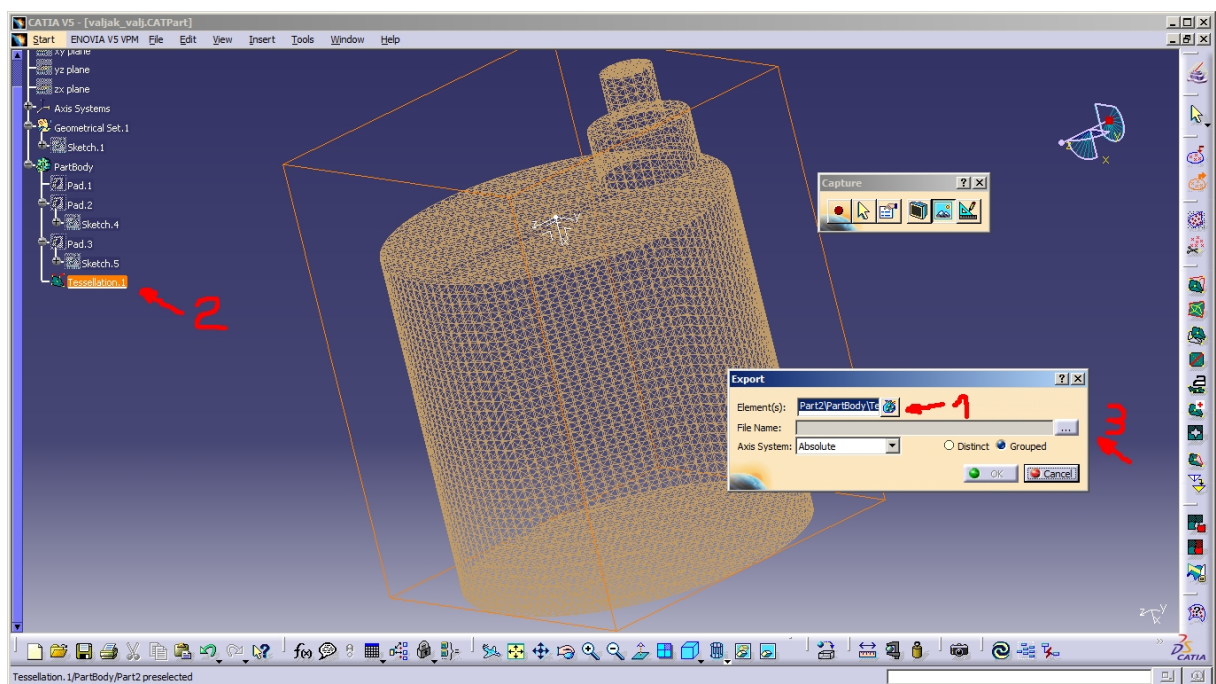 CATIA V5 - [valjak_valj.CATPart]
Start ENOVIA V5 VPM File Edit View Insert Tools Window Help
xy plane
yz plane
zx plane
Axis Systems
Geometrical Set.1
Sketch.1
PartBody
Pad.1
Pad.2
Sketch.4
Pad.3
Sketch.5
Tessellation.1
2
Capture
Export
Element(s): Part2\PartBody\Te
1
File Name:
...
3
Axis System: Absolute
Distinct Grouped
OK Cancel
z y x
z y
z y x
f(x)
DS CATIA
Tessellation.1/PartBody/Part2 preselected